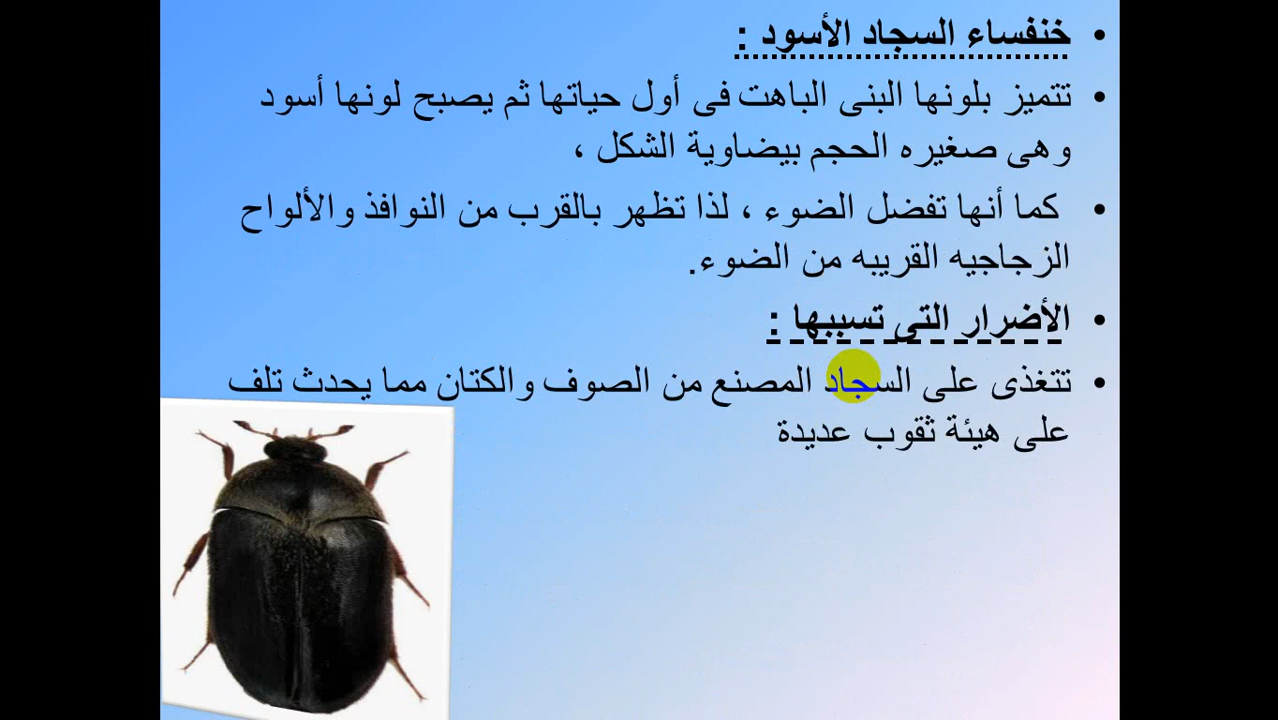 • خنفساء السجاد الأسود :
• تتميز بلونها البنى الباهت فى أول حياتها ثم يصبح لونها أسود
وهى صغيره الحجم بيضاوية الشكل ،
• كما أنها تفضل الضوء ، لذا تظهر بالقرب من النوافذ والألواح
الزجاجيه القريبه من الضوء.
• الأضرار التى تسببها :
• تتغذى على السجاد المصنع من الصوف والكتان مما يحدث تلف
على هيئة ثقوب عديدة